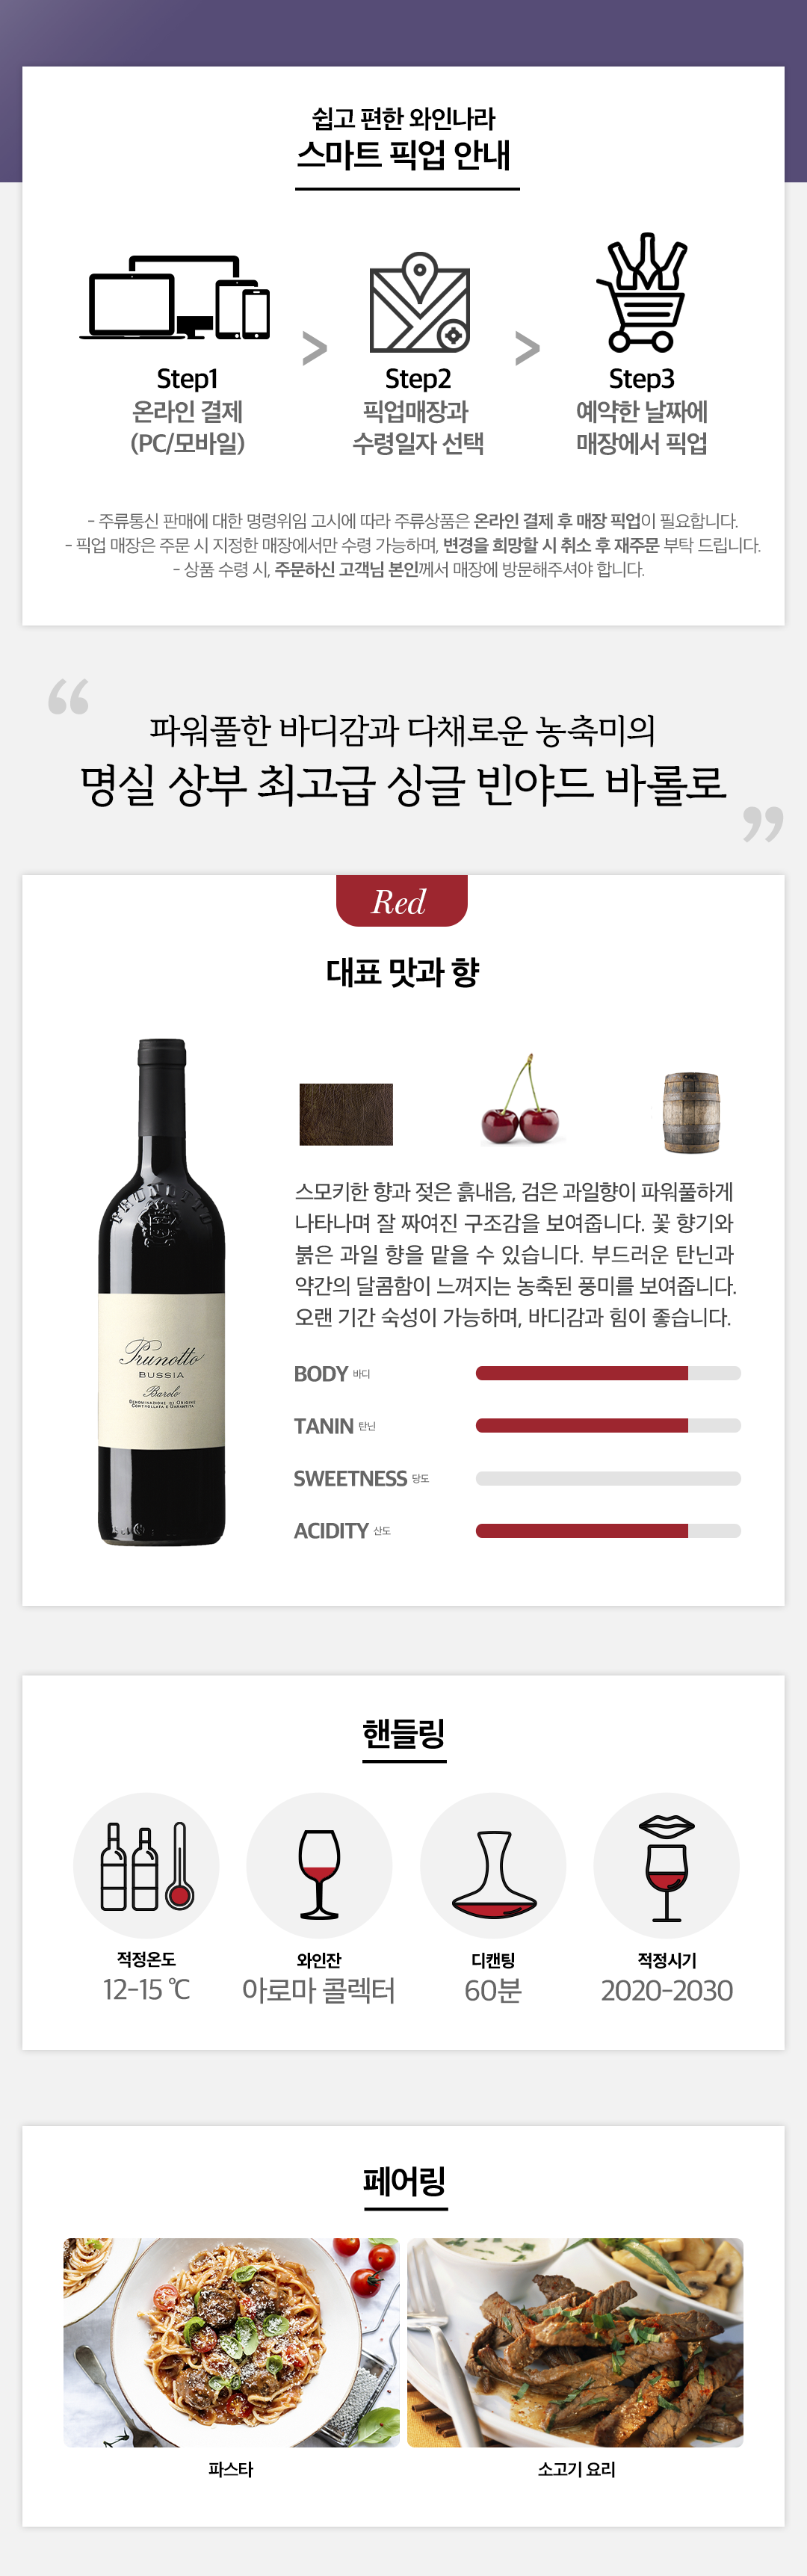 쉽고 편한 와인나라
스마트 픽업 안내
Step1
온라인 결제
(PC/모바일)
>
Step2
픽업매장과
수령일자 선택
>
Step3
예약한 날짜에
매장에서 픽업
- 주류통신 판매에 대한 명령위임 고시에 따라 주류상품은 온라인 결제 후 매장 픽업이 필요합니다.
- 픽업 매장은 주문 시 지정한 매장에서만 수령 가능하며, 변경을 희망할 시 취소 후 재주문 부탁 드립니다.
- 상품 수령 시, 주문하신 고객님 본인께서 매장에 방문해주셔야 합니다.
“
파워풀한 바디감과 다채로운 농축미의
명실 상부 최고급 싱글 빈야드 바롤로
”
Red
대표 맛과 향
PRUNOTTO
Prunotto
BUSSIA
Barolo
DENOMINAZIONE DI ORIGINE
CONTROLLATA E GARANTITA
스모키한 향과 젖은 흙내음, 검은 과일향이 파워풀하게
나타나며 잘 짜여진 구조감을 보여줍니다. 꽃 향기와
붉은 과일 향을 맡을 수 있습니다. 부드러운 탄닌과
약간의 달콤함이 느껴지는 농축된 풍미를 보여줍니다.
오랜 기간 숙성이 가능하며, 바디감과 힘이 좋습니다.
BODY 바디
TANIN 탄닌
SWEETNESS 당도
ACIDITY 산도
핸들링
적정온도
12-15 ℃
와인잔
아로마 콜렉터
디캔팅
60분
적정시기
2020-2030
페어링
파스타
소고기 요리